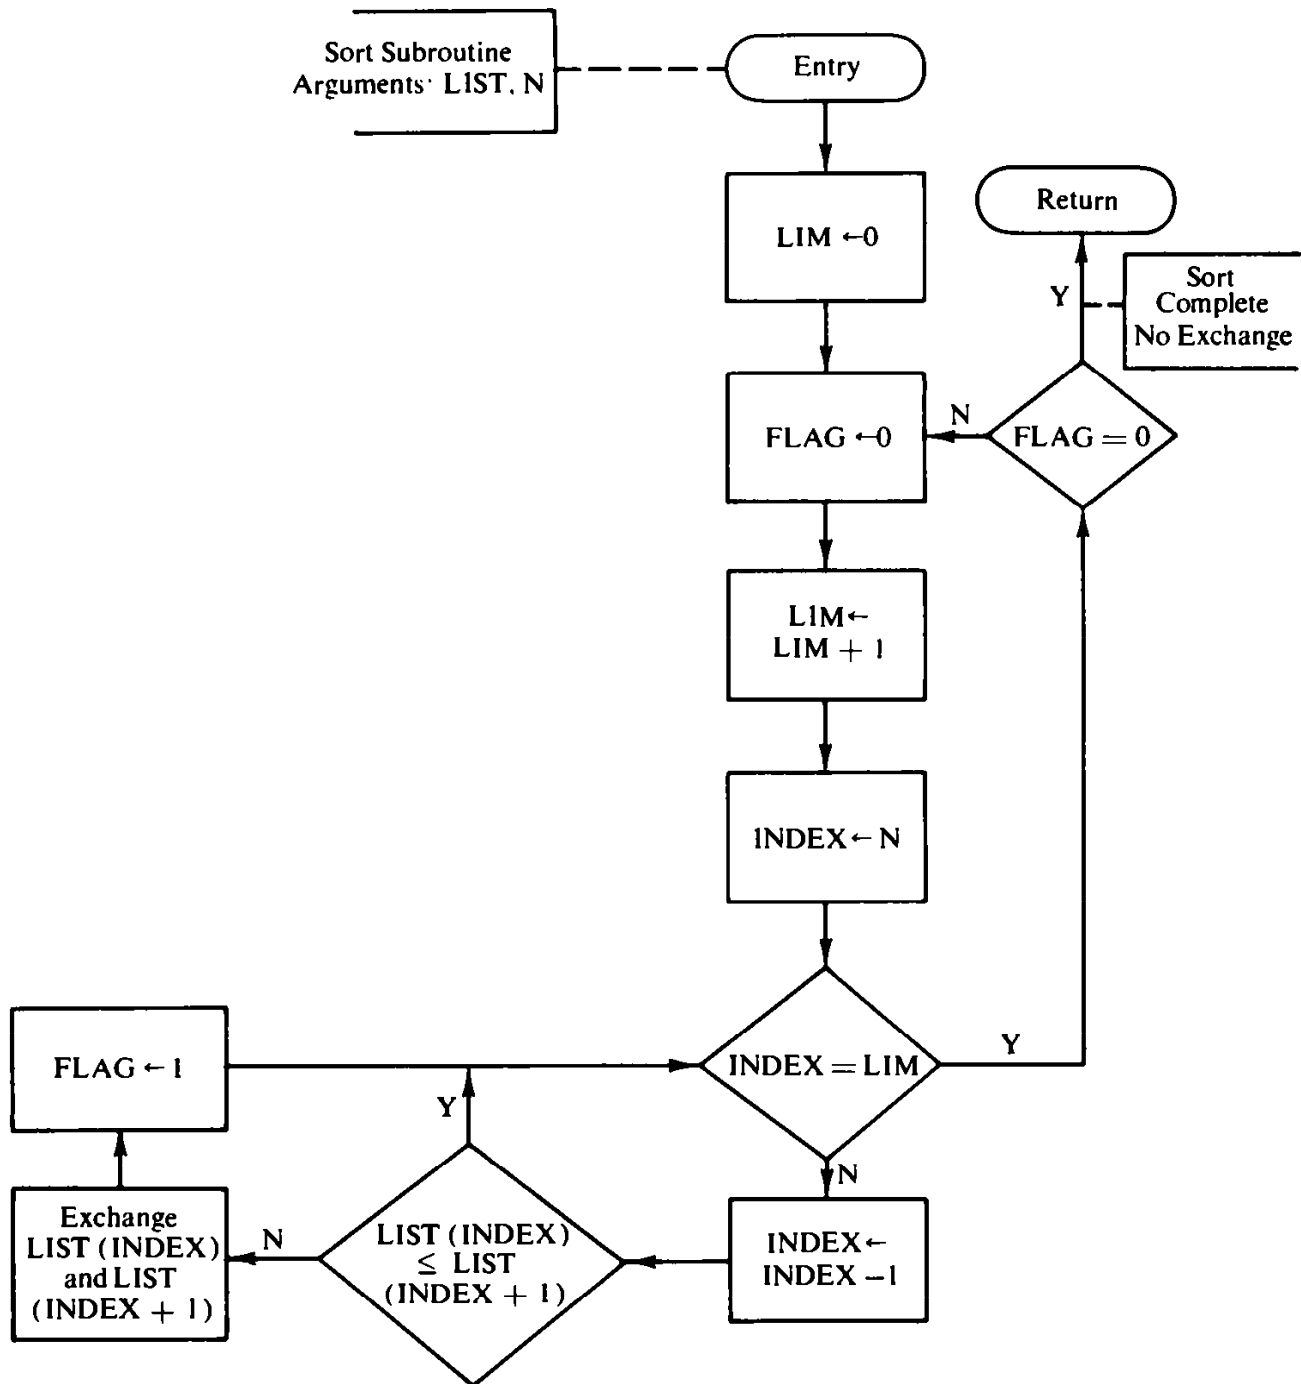 Sort Subroutine
Arguments· LIST, N
Entry
LIM ←0
Return
Y
Sort
Complete
No Exchange
FLAG ←0
N
FLAG = 0
LIM←
LIM + 1
INDEX ← N
FLAG ← 1
INDEX = LIM
Y
Y
N
Exchange
LIST (INDEX)
and LIST
(INDEX + 1)
N
LIST (INDEX)
≤ LIST
(INDEX + 1)
INDEX ←
INDEX −1